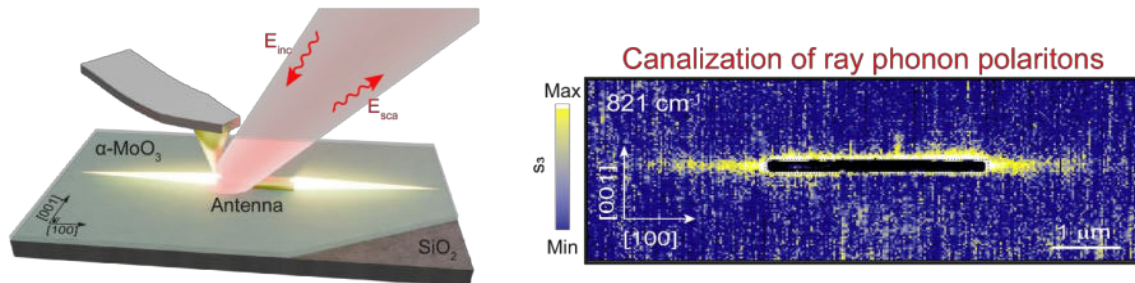 E_inc
E_sca
α-MoO₃
Antenna
[001]
[100]
SiO₂
Canalization of ray phonon polaritons
Max
s₃
Min
821 cm⁻¹
[001]
[100]
1 μm